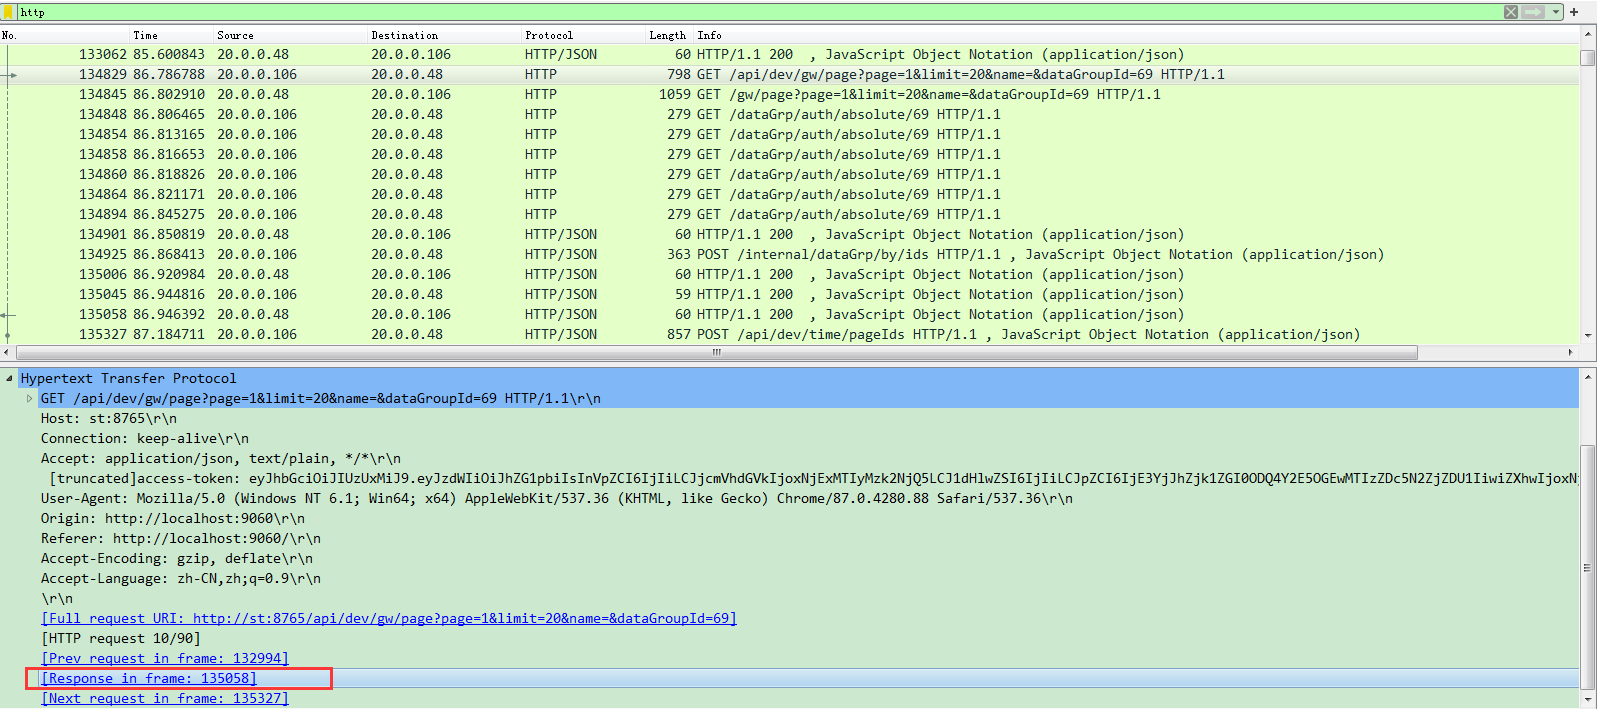 http
No. Time Source Destination Protocol Length Info
133062 85.600843 20.0.0.48 20.0.0.106 HTTP/JSON 60 HTTP/1.1 200 , JavaScript Object Notation (application/json)
134829 86.786788 20.0.0.106 20.0.0.48 HTTP 798 GET /api/dev/gw/page?page=1&limit=20&name=&dataGroupId=69 HTTP/1.1
134845 86.802910 20.0.0.48 20.0.0.106 HTTP 1059 GET /gw/page?page=1&limit=20&name=&dataGroupId=69 HTTP/1.1
134848 86.806465 20.0.0.106 20.0.0.48 HTTP 279 GET /dataGrp/auth/absolute/69 HTTP/1.1
134854 86.813165 20.0.0.106 20.0.0.48 HTTP 279 GET /dataGrp/auth/absolute/69 HTTP/1.1
134858 86.816653 20.0.0.106 20.0.0.48 HTTP 279 GET /dataGrp/auth/absolute/69 HTTP/1.1
134860 86.818826 20.0.0.106 20.0.0.48 HTTP 279 GET /dataGrp/auth/absolute/69 HTTP/1.1
134864 86.821171 20.0.0.106 20.0.0.48 HTTP 279 GET /dataGrp/auth/absolute/69 HTTP/1.1
134894 86.845275 20.0.0.106 20.0.0.48 HTTP 279 GET /dataGrp/auth/absolute/69 HTTP/1.1
134901 86.850819 20.0.0.48 20.0.0.106 HTTP/JSON 60 HTTP/1.1 200 , JavaScript Object Notation (application/json)
134925 86.868413 20.0.0.106 20.0.0.48 HTTP/JSON 363 POST /internal/dataGrp/by/ids HTTP/1.1 , JavaScript Object Notation (application/json)
135006 86.920984 20.0.0.48 20.0.0.106 HTTP/JSON 60 HTTP/1.1 200 , JavaScript Object Notation (application/json)
135045 86.944816 20.0.0.106 20.0.0.48 HTTP/JSON 59 HTTP/1.1 200 , JavaScript Object Notation (application/json)
135058 86.946392 20.0.0.48 20.0.0.106 HTTP/JSON 60 HTTP/1.1 200 , JavaScript Object Notation (application/json)
135327 87.184711 20.0.0.106 20.0.0.48 HTTP/JSON 857 POST /api/dev/time/pageIds HTTP/1.1 , JavaScript Object Notation (application/json)
Hypertext Transfer Protocol
GET /api/dev/gw/page?page=1&limit=20&name=&dataGroupId=69 HTTP/1.1\r\n
Host: st:8765\r\n
Connection: keep-alive\r\n
Accept: application/json, text/plain, */*\r\n
[truncated]access-token: eyJhbGciOiJIUzUxMiJ9.eyJzdWIiOiJhZG1pbiIsInVpZCI6IjIiLCJjcmVhdGVkIjoxNjExMTIyMzk2NjQ5LCJ1dHlwZSI6IjIiLCJpZCI6IjE3YjJhZjk1ZGI0ODQ4Y2E5OGEwMTIzZDc5N2ZjZDU1IiwiZXhwIjoxNj
User-Agent: Mozilla/5.0 (Windows NT 6.1; Win64; x64) AppleWebKit/537.36 (KHTML, like Gecko) Chrome/87.0.4280.88 Safari/537.36\r\n
Origin: http://localhost:9060\r\n
Referer: http://localhost:9060/\r\n
Accept-Encoding: gzip, deflate\r\n
Accept-Language: zh-CN,zh;q=0.9\r\n
\r\n
[Full request URI: http://st:8765/api/dev/gw/page?page=1&limit=20&name=&dataGroupId=69]
[HTTP request 10/90]
[Prev request in frame: 132994]
[Response in frame: 135058]
[Next request in frame: 135327]